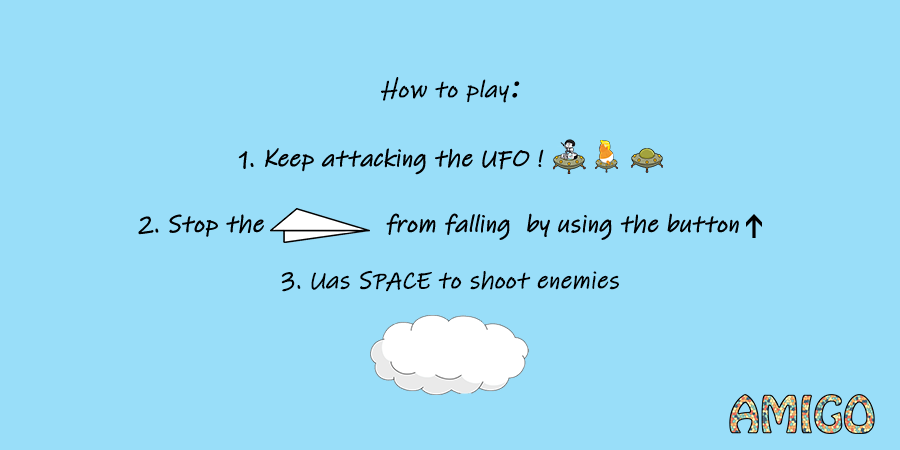 How to play:
1. Keep attacking the UFO !
2. Stop the from falling by using the button↑
3. Uas SPACE to shoot enemies
AMIGO